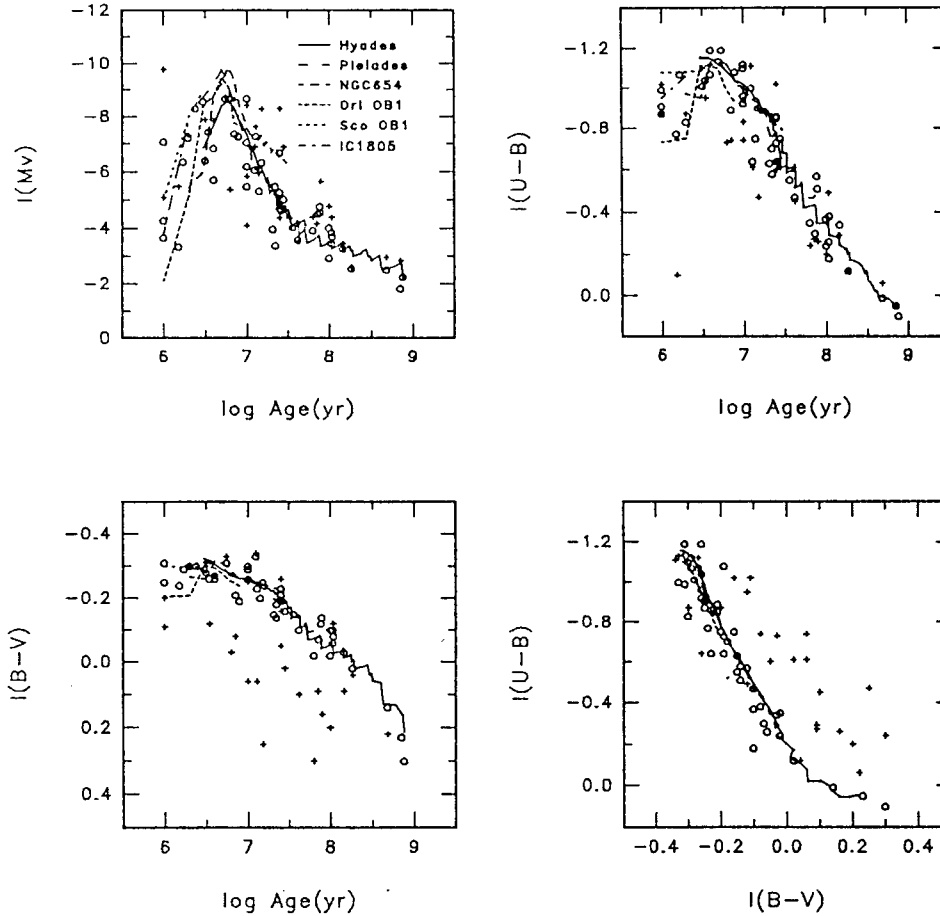 I(Mv)
-12
-10
-8
-6
-4
-2
0
Hyades
Pleiades
NGC654
Ori OB1
Sco OB1
IC1805
6 7 8 9
log Age(yr)
I(U-B)
-1.2
-0.8
-0.4
0.0
6 7 8 9
log Age(yr)
I(B-V)
-0.4
-0.2
0.0
0.2
0.4
6 7 8 9
log Age(yr)
I(U-B)
-1.2
-0.8
-0.4
0.0
-0.4 -0.2 0.0 0.2 0.4
I(B-V)